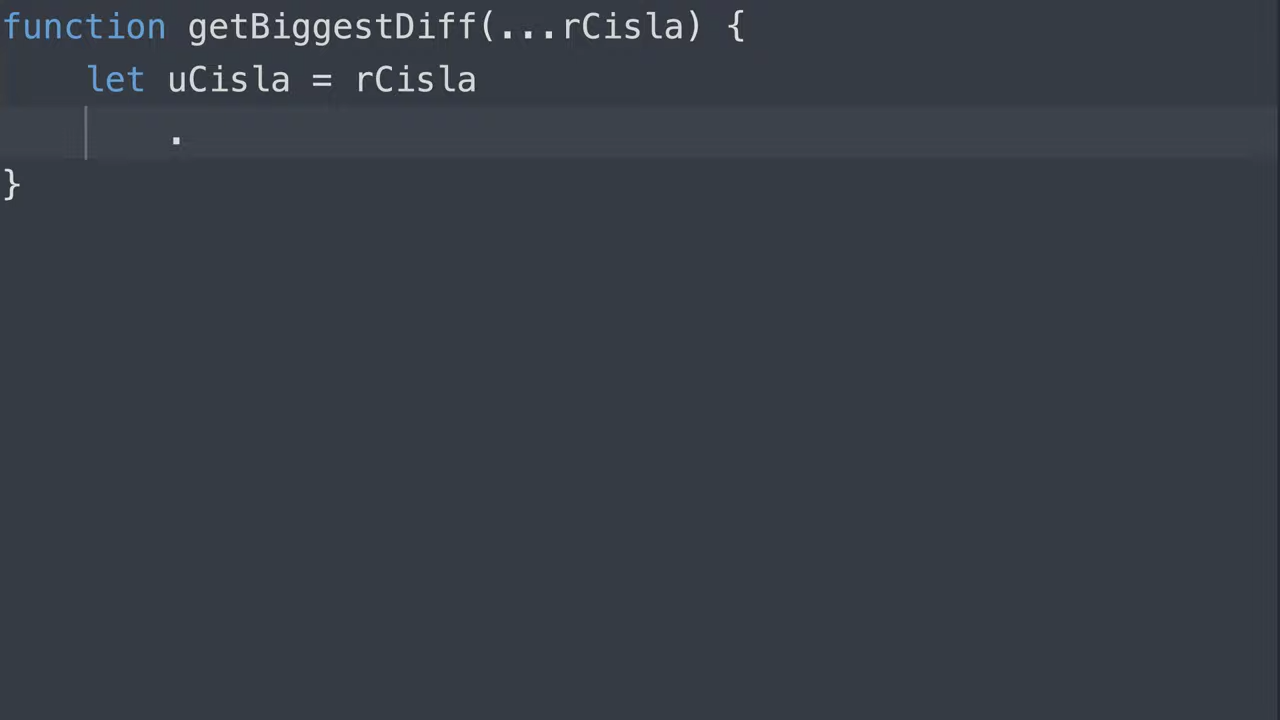 function getBiggestDiff(...rCisla) {
    let uCisla = rCisla
        .
}